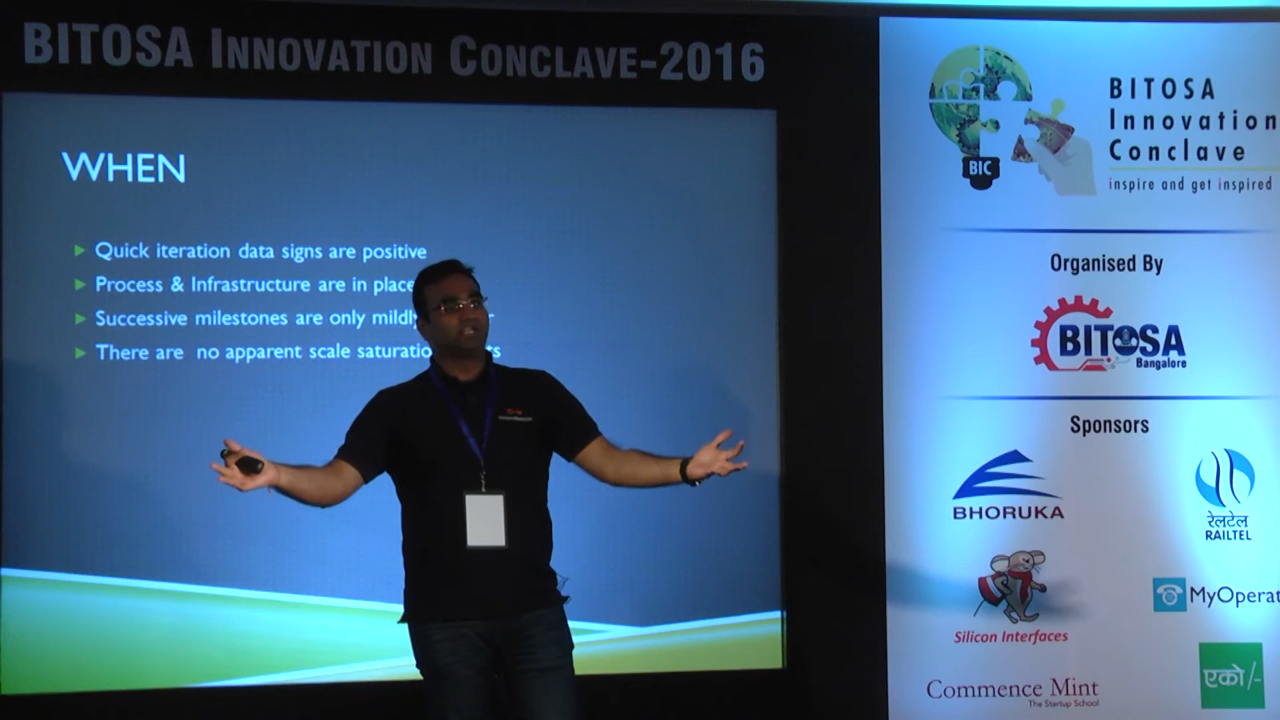 BITOSA INNOVATION CONCLAVE-2016
WHEN
Quick iteration data signs are positive
Process & Infrastructure are in place
Successive milestones are only
There are no apparent scale
BIC
BITOSA
Innovation
Conclave
inspire and get inspired
Organised By
BITOSA
Bangalore
Sponsors
BHORUKA
रेलटेल
RAILTEL
Silicon Interfaces
MyOperat
Commence Mint
The Startup School
एको/-